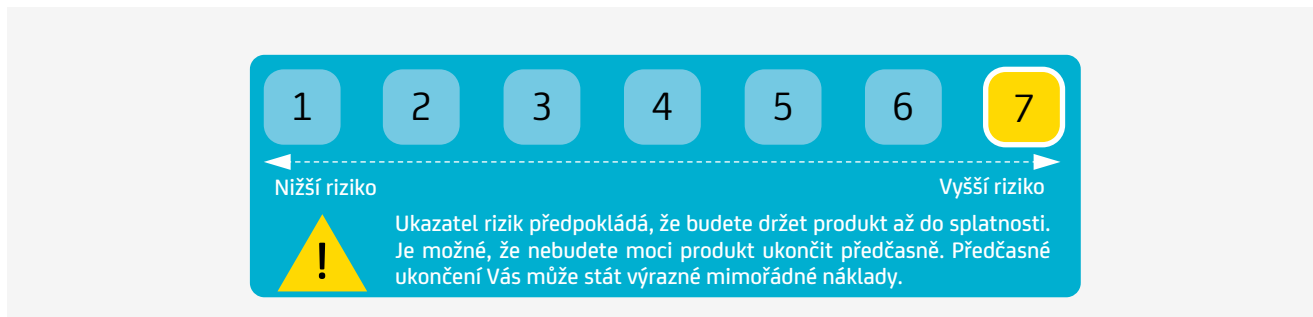 1 2 3 4 5 6 7
Nižší riziko Vyšší riziko
! Ukazatel rizik předpokládá, že budete držet produkt až do splatnosti.
Je možné, že nebudete moci produkt ukončit předčasně. Předčasné
ukončení Vás může stát výrazné mimořádné náklady.